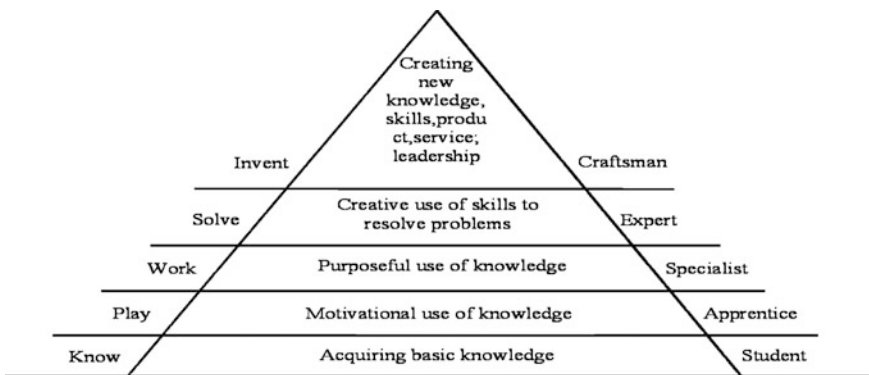 Creating
new
knowledge,
skills,produ
ct,service;
leadership
Invent
Craftsman
Creative use of skills to
resolve problems
Solve
Expert
Work
Purposeful use of knowledge
Specialist
Play
Motivational use of knowledge
Apprentice
Know
Acquiring basic knowledge
Student